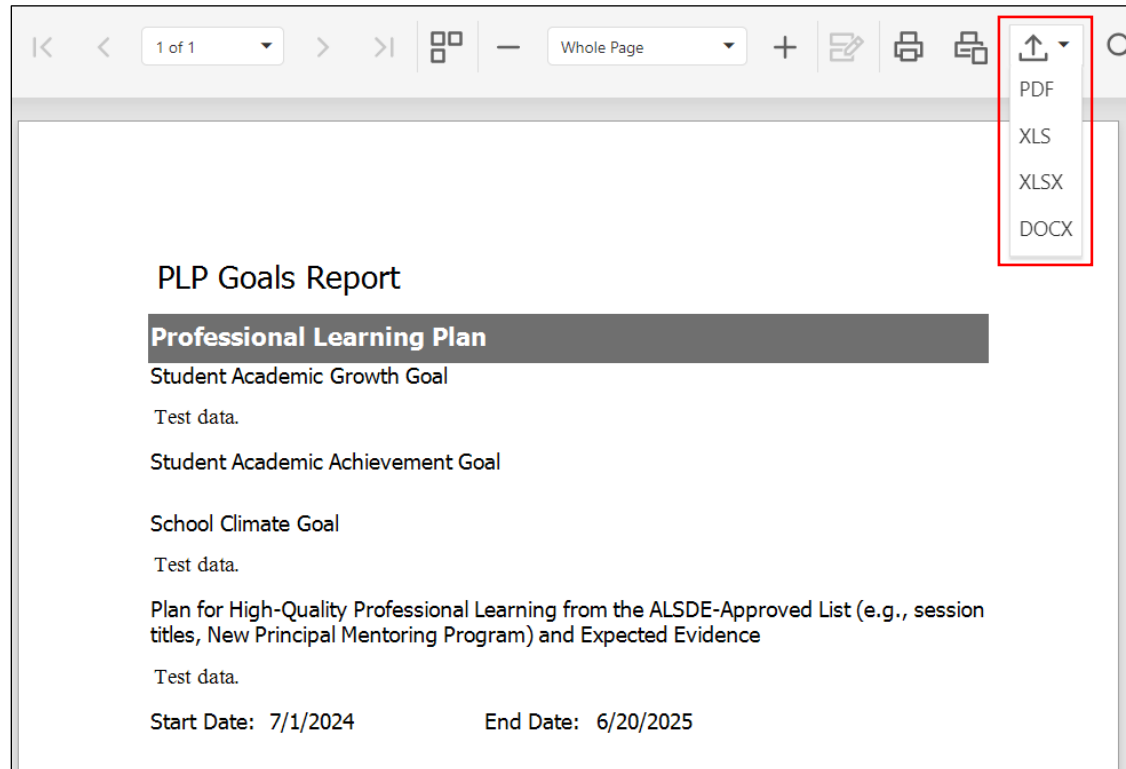 1 of 1
Whole Page
PDF
XLS
XLSX
DOCX
PLP Goals Report
Professional Learning Plan
Student Academic Growth Goal
Test data.
Student Academic Achievement Goal
School Climate Goal
Test data.
Plan for High-Quality Professional Learning from the ALSDE-Approved List (e.g., session
titles, New Principal Mentoring Program) and Expected Evidence
Test data.
Start Date: 7/1/2024 End Date: 6/20/2025